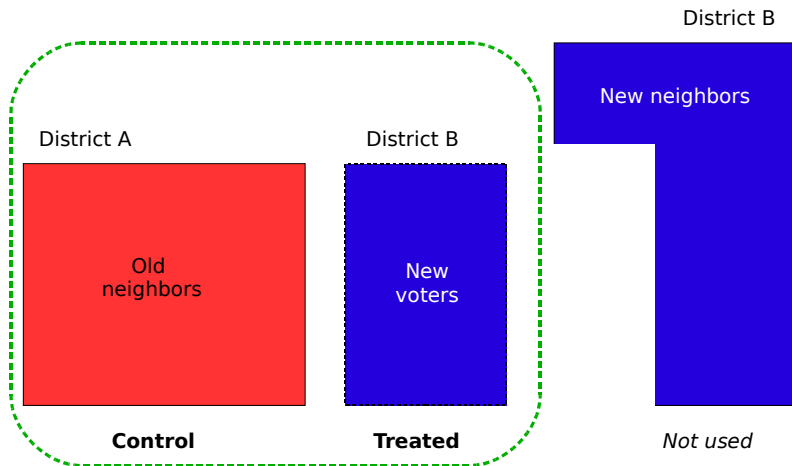 District B
New neighbors
District A
District B
Old
neighbors
New
voters
Control
Treated
Not used